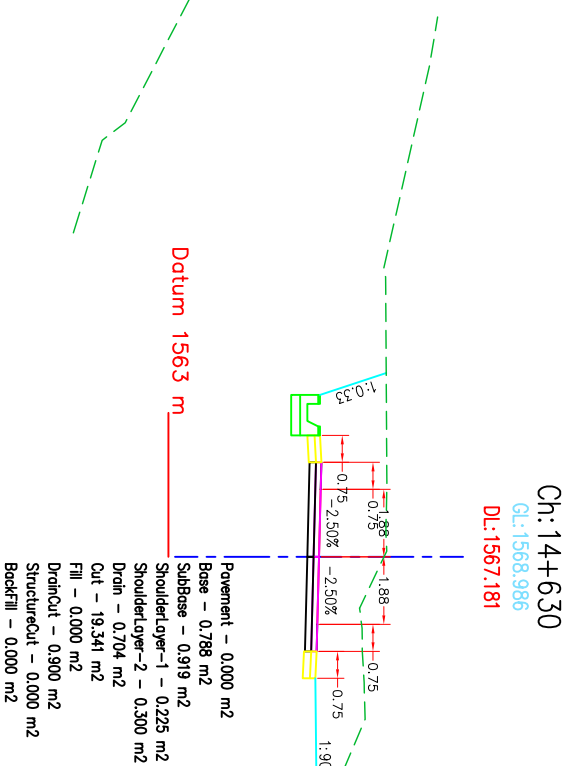 Ch: 14+630
GL:1568.986
DL:1567.181
1:0.33
0.75
0.75
1.88
1.88
0.75
0.75
-2.50%
-2.50%
1:90
Datum 1563 m
Pavement - 0.000 m2
Base - 0.788 m2
SubBase - 0.919 m2
ShoulderLayer-1 - 0.225 m2
ShoulderLayer-2 - 0.300 m2
Drain - 0.704 m2
Cut - 19.341 m2
Fill - 0.000 m2
DrainCut - 0.900 m2
StructureCut - 0.000 m2
BackFill - 0.000 m2